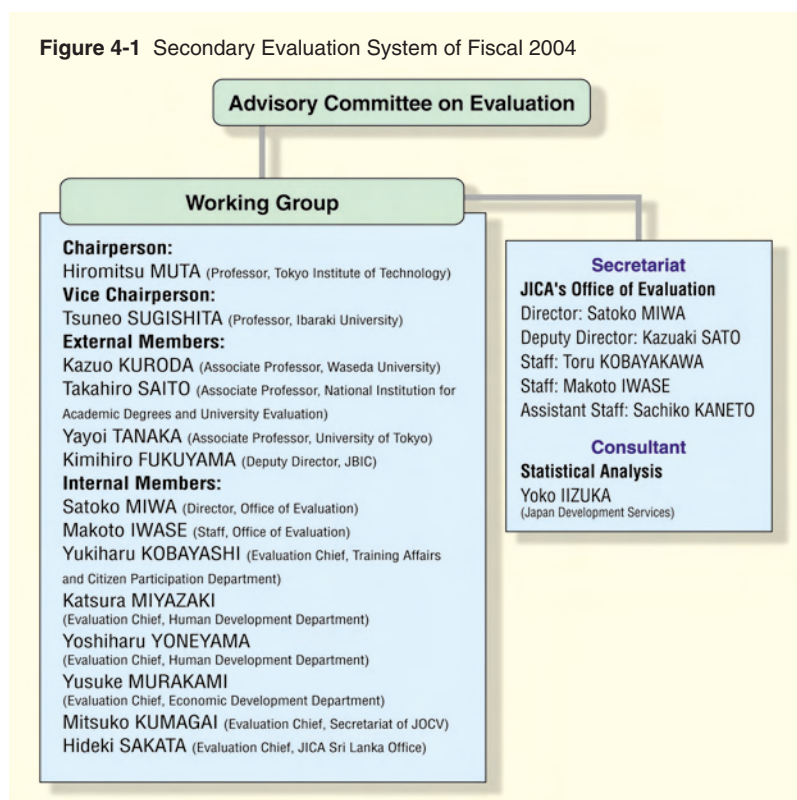 Figure 4-1 Secondary Evaluation System of Fiscal 2004
Advisory Committee on Evaluation
Working Group
Chairperson:
Hiromitsu MUTA (Professor, Tokyo Institute of Technology)
Vice Chairperson:
Tsuneo SUGISHITA (Professor, Ibaraki University)
External Members:
Kazuo KURODA (Associate Professor, Waseda University)
Takahiro SAITO (Associate Professor, National Institution for
Academic Degrees and University Evaluation)
Yayoi TANAKA (Associate Professor, University of Tokyo)
Kimihiro FUKUYAMA (Deputy Director, JBIC)
Internal Members:
Satoko MIWA (Director, Office of Evaluation)
Makoto IWASE (Staff, Office of Evaluation)
Yukiharu KOBAYASHI (Evaluation Chief, Training Affairs
and Citizen Participation Department)
Katsura MIYAZAKI
(Evaluation Chief, Human Development Department)
Yoshiharu YONEYAMA
(Evaluation Chief, Human Development Department)
Yusuke MURAKAMI
(Evaluation Chief, Economic Development Department)
Mitsuko KUMAGAI (Evaluation Chief, Secretariat of JOCV)
Hideki SAKATA (Evaluation Chief, JICA Sri Lanka Office)
Secretariat
JICA's Office of Evaluation
Director: Satoko MIWA
Deputy Director: Kazuaki SATO
Staff: Toru KOBAYAKAWA
Staff: Makoto IWASE
Assistant Staff: Sachiko KANETO
Consultant
Statistical Analysis
Yoko IIZUKA
(Japan Development Services)